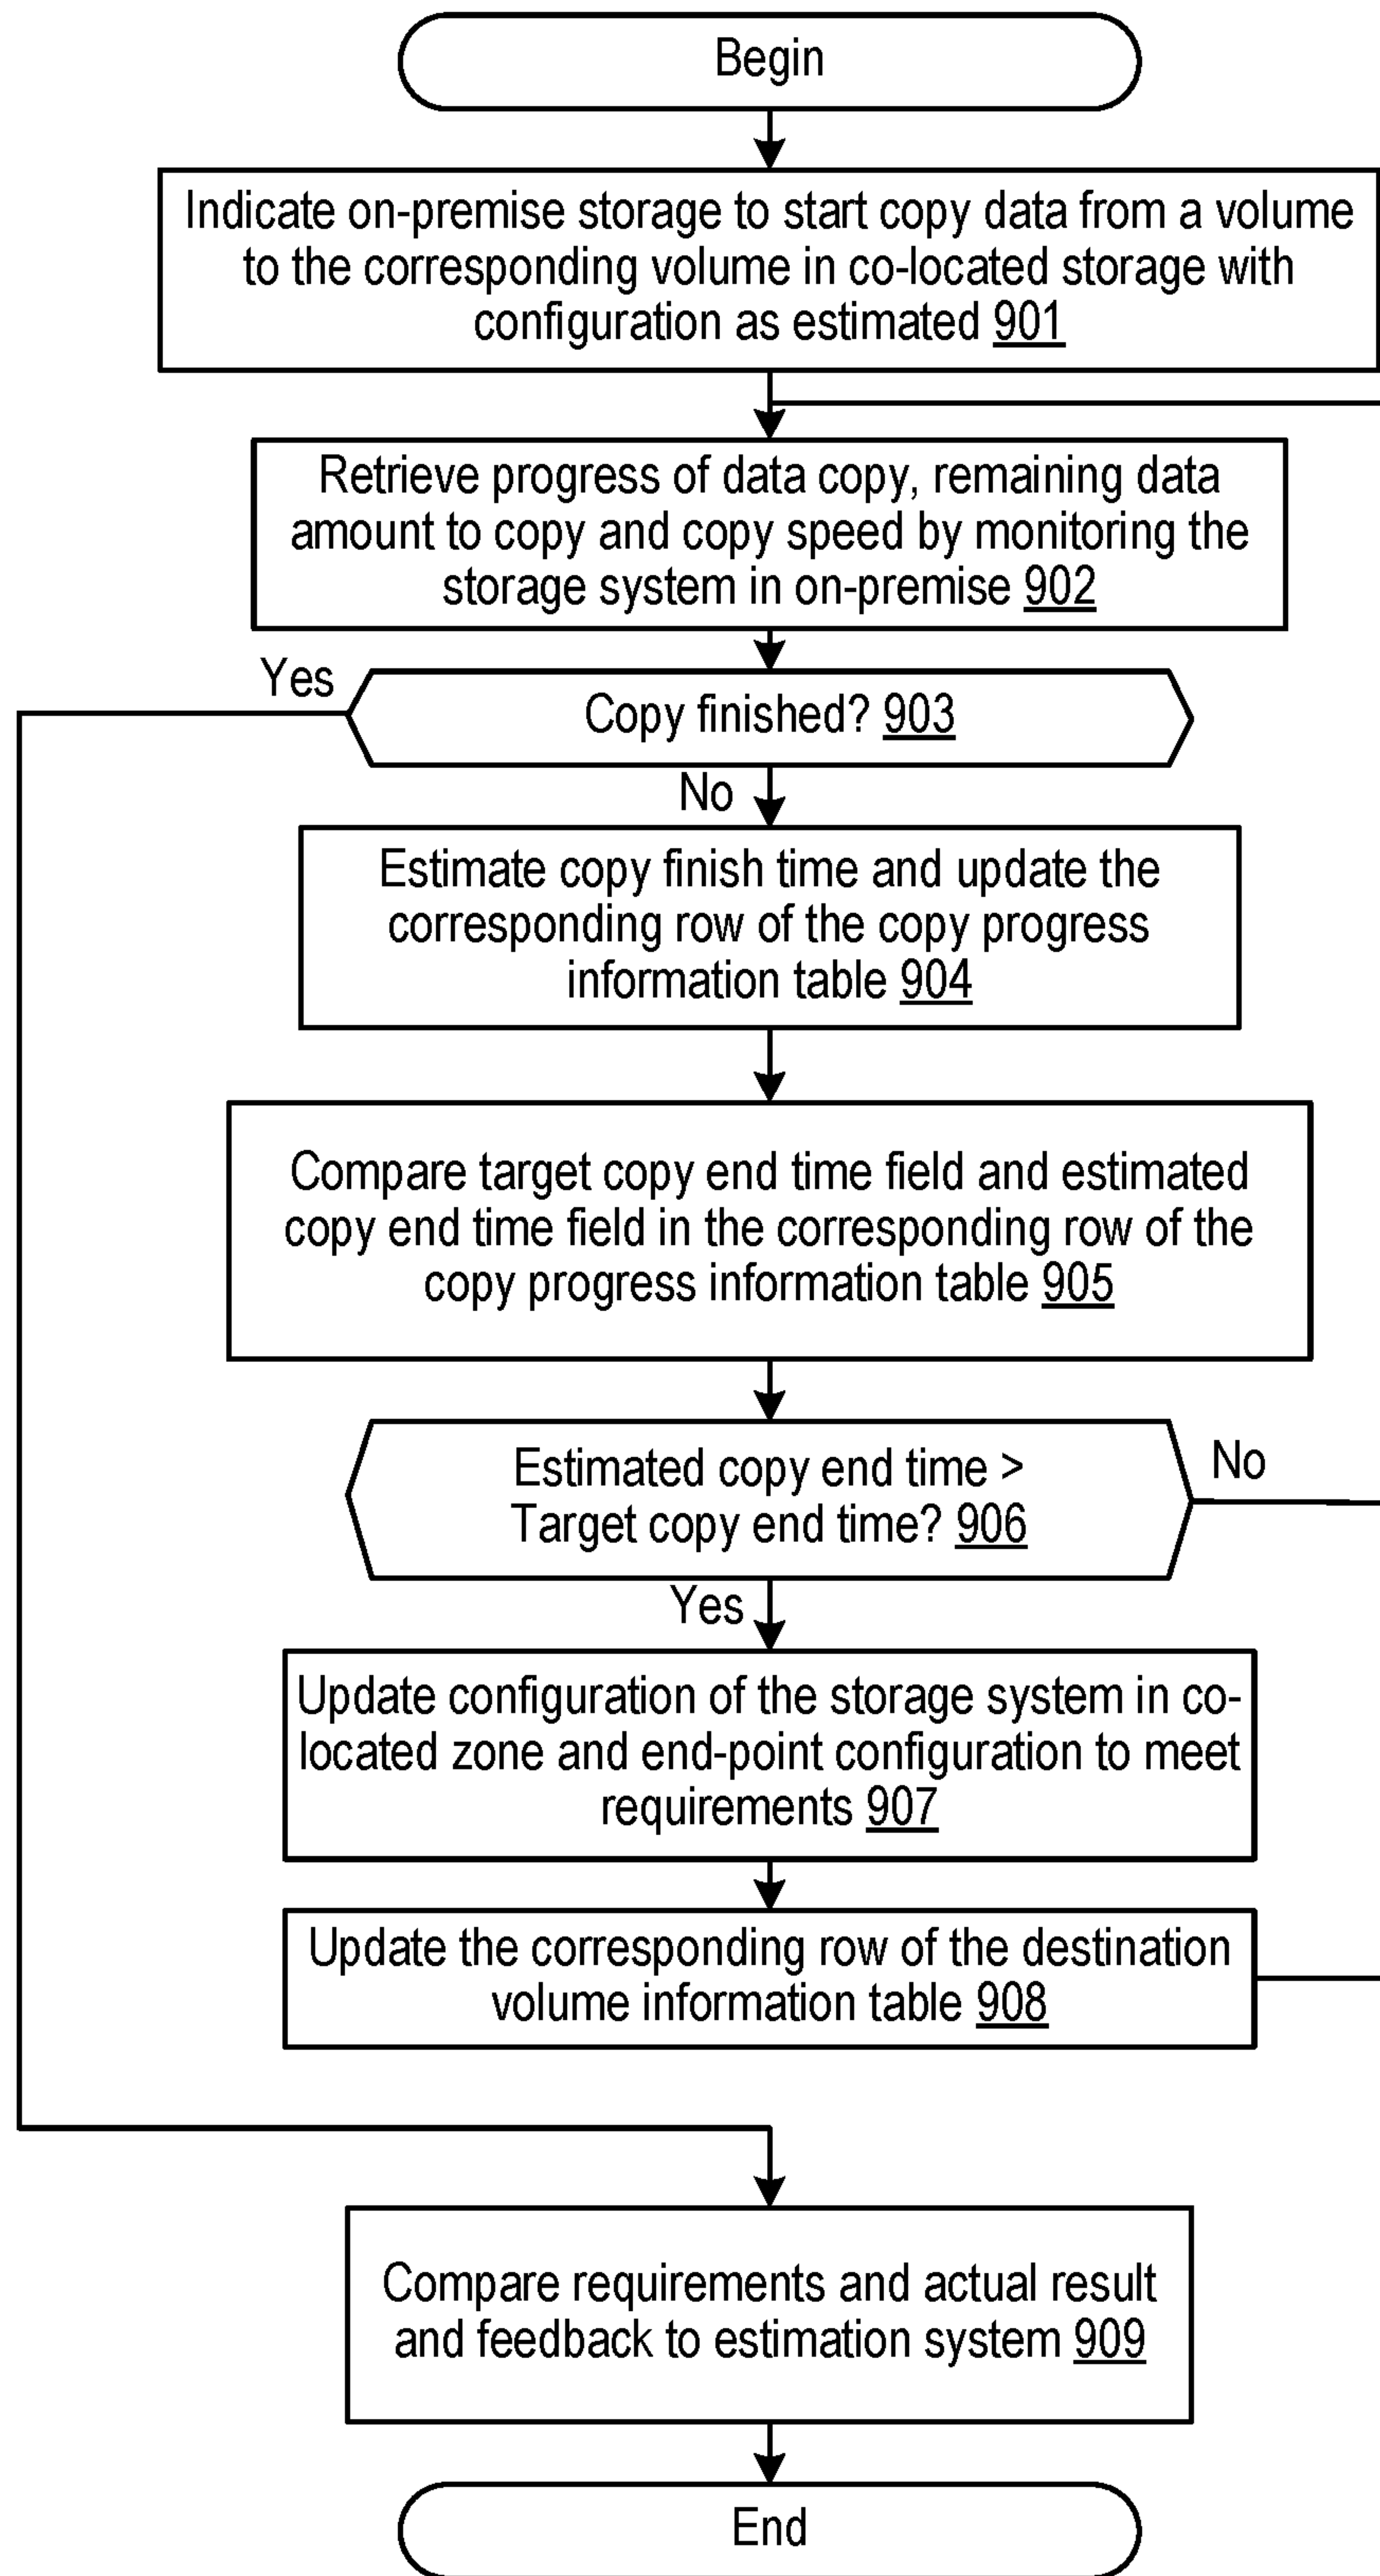 Begin
Indicate on-premise storage to start copy data from a volume
to the corresponding volume in co-located storage with
configuration as estimated 901
Retrieve progress of data copy, remaining data
amount to copy and copy speed by monitoring the
storage system in on-premise 902
Yes
Copy finished? 903
No
Estimate copy finish time and update the
corresponding row of the copy progress
information table 904
Compare target copy end time field and estimated
copy end time field in the corresponding row of the
copy progress information table 905
Estimated copy end time >
Target copy end time? 906
No
Yes
Update configuration of the storage system in co-
located zone and end-point configuration to meet
requirements 907
Update the corresponding row of the destination
volume information table 908
Compare requirements and actual result
and feedback to estimation system 909
End